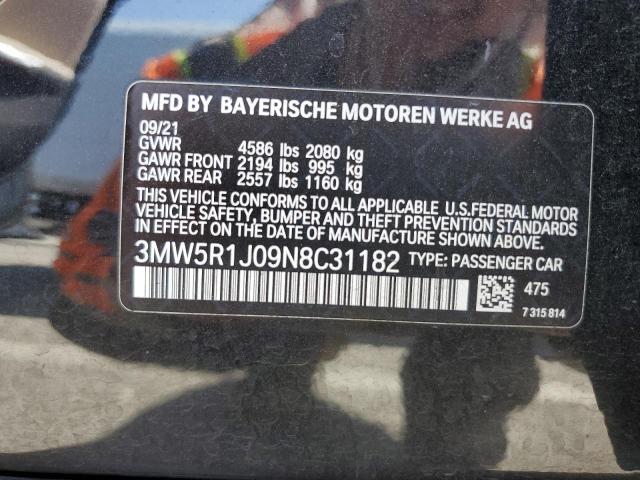 MFD BY BAYERISCHE MOTOREN WERKE AG
09/21
GVWR 4586 lbs 2080 kg
GAWR FRONT 2194 lbs 995 kg
GAWR REAR 2557 lbs 1160 kg
THIS VEHICLE CONFORMS TO ALL APPLICABLE U.S.FEDERAL MOTOR
VEHICLE SAFETY, BUMPER AND THEFT PREVENTION STANDARDS
IN EFFECT ON THE DATE OF MANUFACTURE SHOWN ABOVE.
3MW5R1J09N8C31182 TYPE: PASSENGER CAR
475
7 315 814